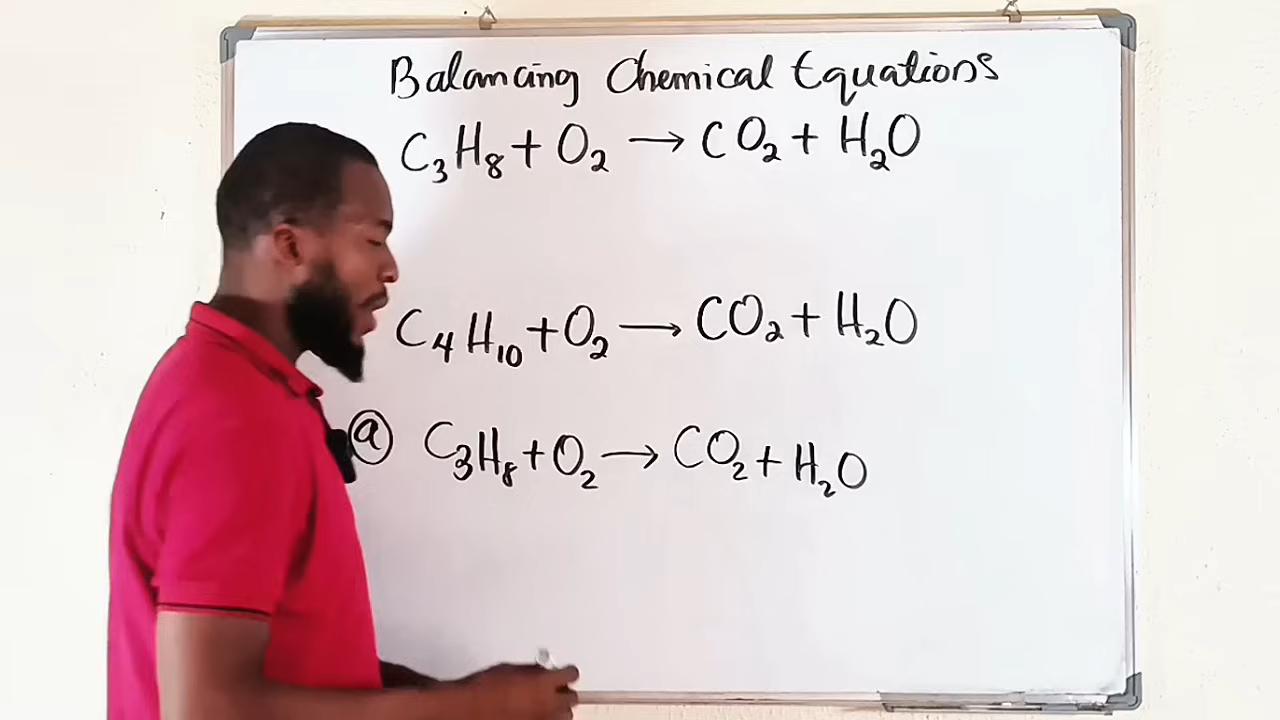 Balancing Chemical Equations
C₃H₈ + O₂ → CO₂ + H₂O
C₄H₁₀ + O₂ → CO₂ + H₂O
ⓐ C₃H₈ + O₂ → CO₂ + H₂O